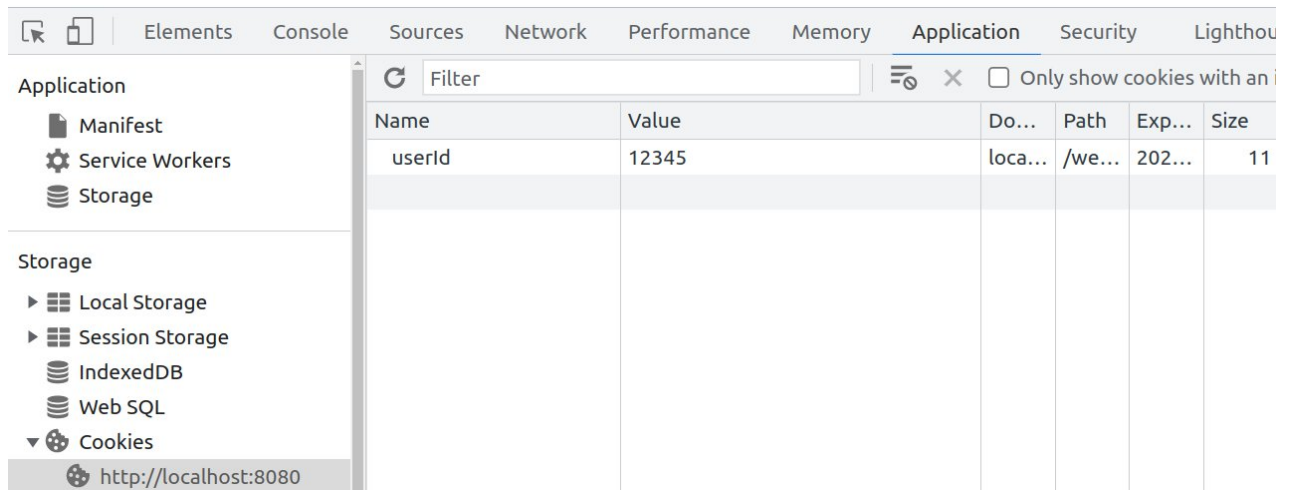 Elements Console Sources Network Performance Memory Application Security Lighthou
Application
Manifest
Service Workers
Storage
Storage
Local Storage
Session Storage
IndexedDB
Web SQL
Cookies
http://localhost:8080
Filter Only show cookies with an i
Name Value Do... Path Exp... Size
userId 12345 loca... /we... 202... 11